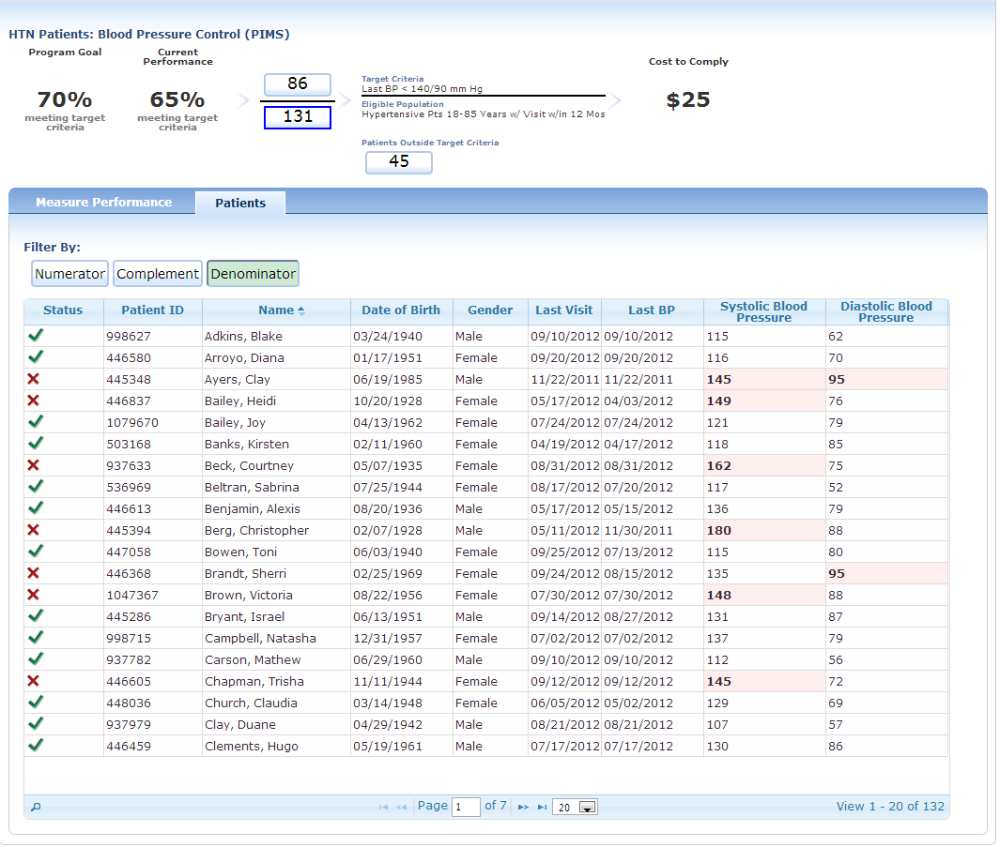 HTN Patients: Blood Pressure Control (PIMS)
Program Goal
70%
meeting target
criteria
Current
Performance
65%
meeting target
criteria
86
131
Target Criteria
Last BP < 140/90 mm Hg
Eligible Population
Hypertensive Pts 18-85 Years w/ Visit w/in 12 Mos
Patients Outside Target Criteria
45
Cost to Comply
$25
Measure Performance Patients
Filter By:
Numerator Complement Denominator
Status Patient ID Name Date of Birth Gender Last Visit Last BP Systolic Blood Pressure Diastolic Blood Pressure
998627 Adkins, Blake 03/24/1940 Male 09/10/2012 09/10/2012 115 62
446580 Arroyo, Diana 01/17/1951 Female 09/20/2012 09/20/2012 116 70
445348 Ayers, Clay 06/19/1985 Male 11/22/2011 11/22/2011 145 95
446837 Bailey, Heidi 10/20/1928 Female 05/17/2012 04/03/2012 149 76
1079670 Bailey, Joy 04/13/1962 Female 07/24/2012 07/24/2012 121 79
503168 Banks, Kirsten 02/11/1960 Female 04/19/2012 04/17/2012 118 85
937633 Beck, Courtney 05/07/1935 Female 08/31/2012 08/31/2012 162 75
536969 Beltran, Sabrina 07/25/1944 Female 08/17/2012 07/20/2012 117 52
446613 Benjamin, Alexis 08/20/1936 Male 05/17/2012 05/15/2012 136 79
445394 Berg, Christopher 02/07/1928 Male 05/11/2012 11/30/2011 180 88
447058 Bowen, Toni 06/03/1940 Female 09/25/2012 07/13/2012 115 80
446368 Brandt, Sherri 02/25/1969 Female 09/24/2012 08/15/2012 135 95
1047367 Brown, Victoria 08/22/1956 Female 07/30/2012 07/30/2012 148 88
445286 Bryant, Israel 06/13/1951 Male 09/14/2012 08/27/2012 131 87
998715 Campbell, Natasha 12/31/1957 Female 07/02/2012 07/02/2012 137 79
937782 Carson, Mathew 06/29/1960 Male 09/10/2012 09/10/2012 112 56
446605 Chapman, Trisha 11/11/1944 Female 09/12/2012 09/12/2012 145 72
448036 Church, Claudia 03/14/1948 Female 06/05/2012 05/02/2012 129 69
937979 Clay, Duane 04/29/1942 Male 08/21/2012 08/21/2012 107 57
446459 Clements, Hugo 05/19/1961 Male 07/17/2012 07/17/2012 130 86
Page 1 of 7 20 View 1 - 20 of 132